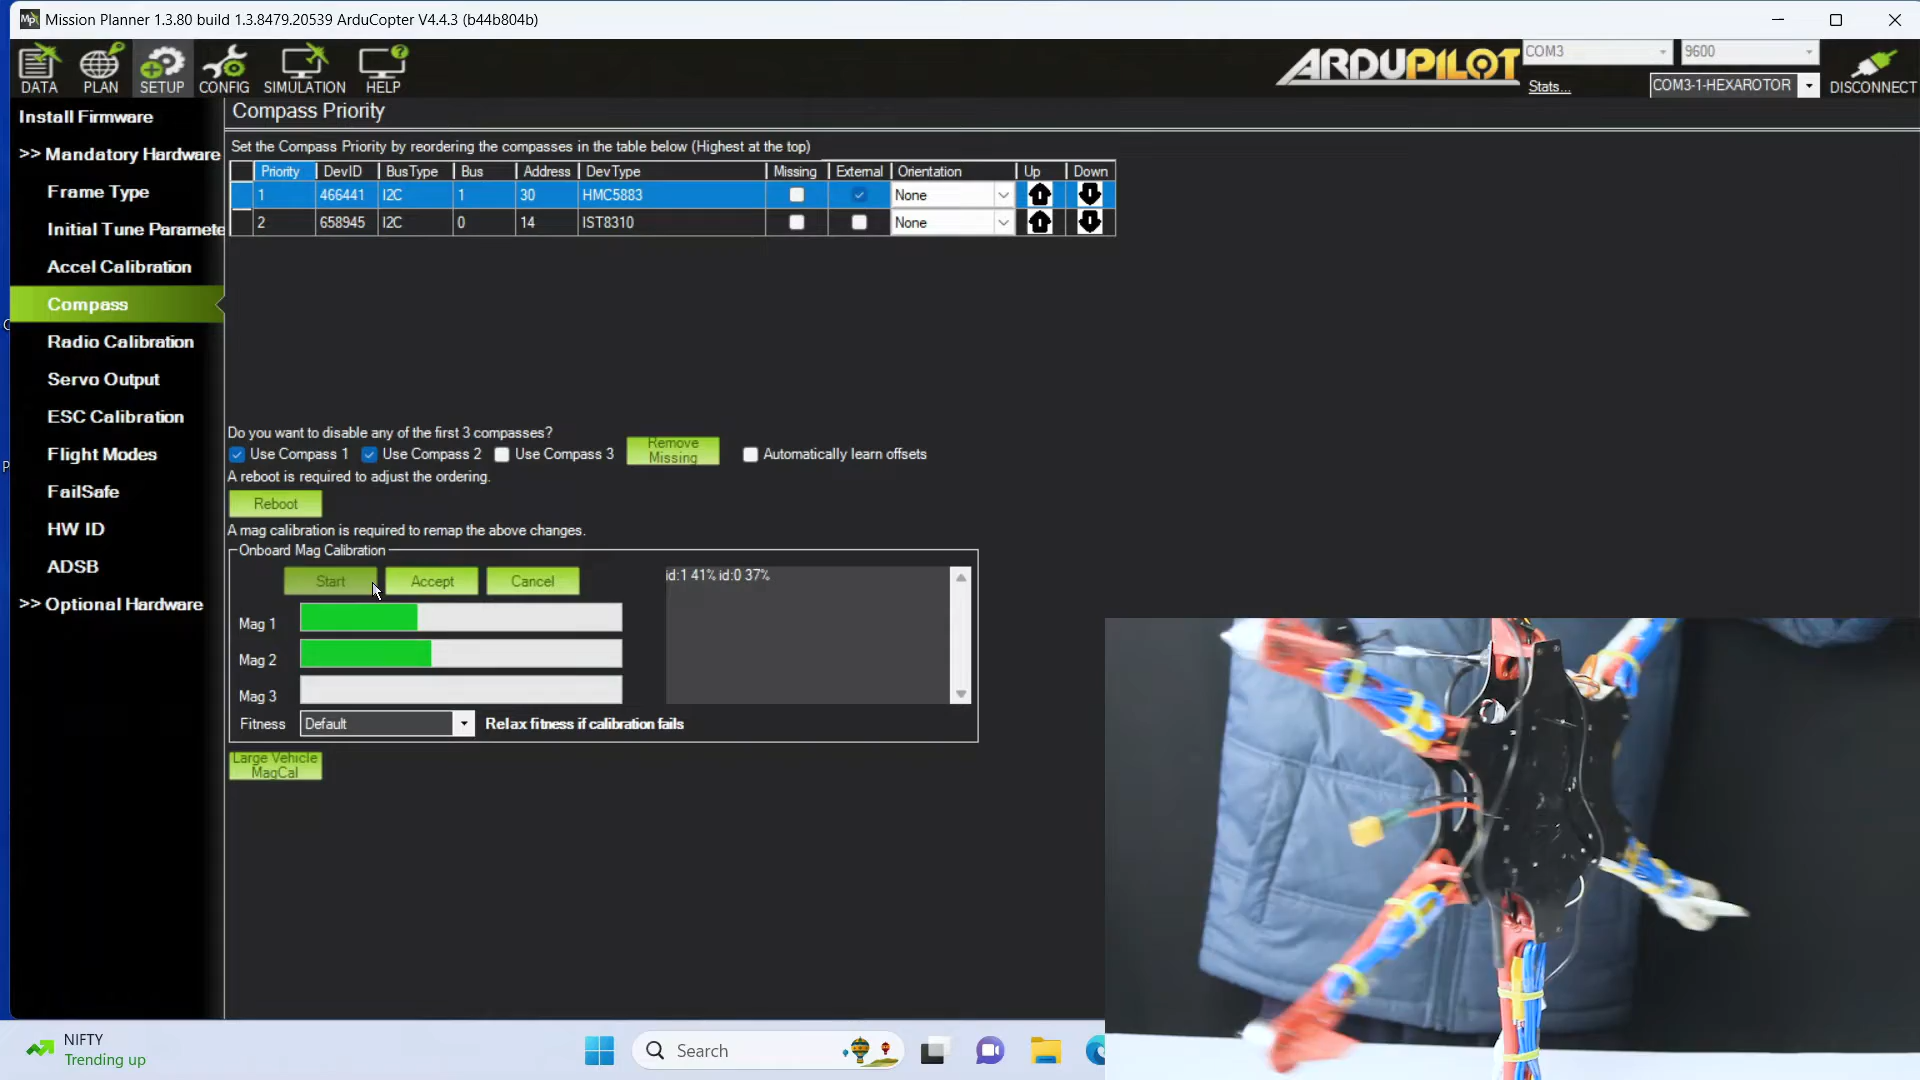 Mission Planner 1.3.80 build 1.3.8479.20539 ArduCopter V4.4.3 (b44b804b)
DATA PLAN SETUP CONFIG SIMULATION HELP
ARDUPILOT
COM3 9600
Stats... COM3-1-HEXAROTOR DISCONNECT
Install Firmware
>> Mandatory Hardware
Frame Type
Initial Tune Paramete
Accel Calibration
Compass
Radio Calibration
Servo Output
ESC Calibration
Flight Modes
FailSafe
HW ID
ADSB
>> Optional Hardware
Compass Priority
Set the Compass Priority by reordering the compasses in the table below (Highest at the top)
Priority DevID BusType Bus Address DevType Missing External Orientation Up Down
1 466441 I2C 1 30 HMC5883 None
2 658945 I2C 0 14 IST8310 None
Do you want to disable any of the first 3 compasses?
Use Compass 1 Use Compass 2 Use Compass 3 Remove Missing Automatically learn offsets
A reboot is required to adjust the ordering.
Reboot
A mag calibration is required to remap the above changes.
Onboard Mag Calibration
Start Accept Cancel
id:1 41% id:0 37%
Mag 1
Mag 2
Mag 3
Fitness Default Relax fitness if calibration fails
Large Vehicle
MagCal
NIFTY
Trending up
Search